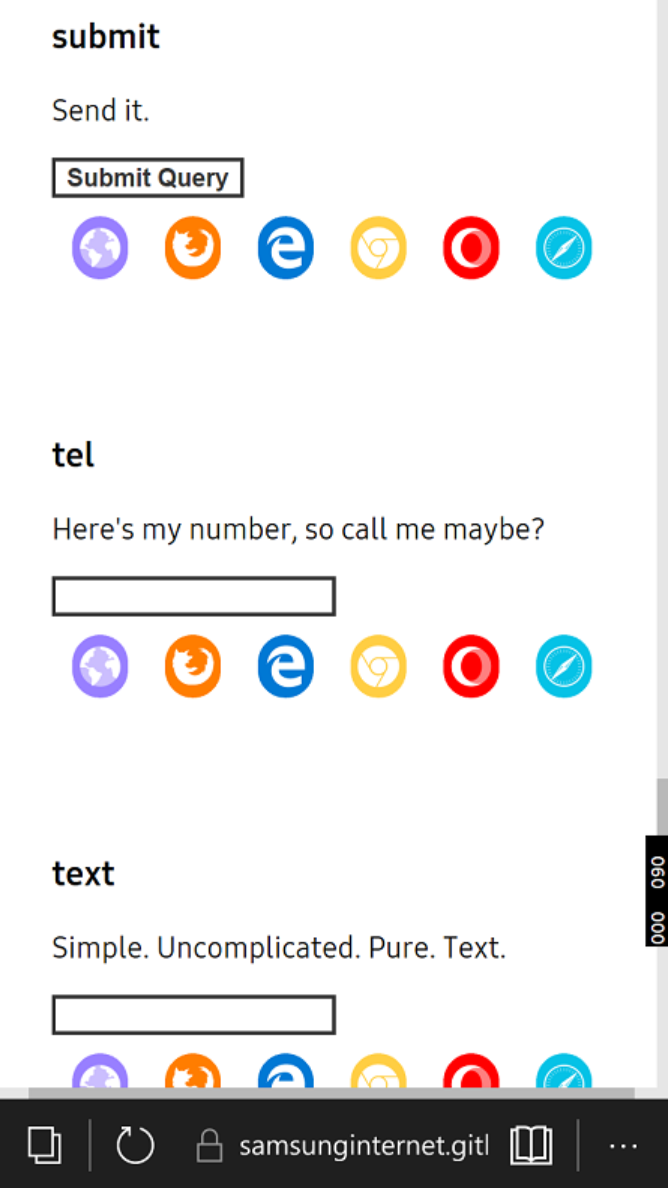 submit
Send it.
Submit Query
tel
Here's my number, so call me maybe?
text
Simple. Uncomplicated. Pure. Text.
000 060
samsunginternet.gitl